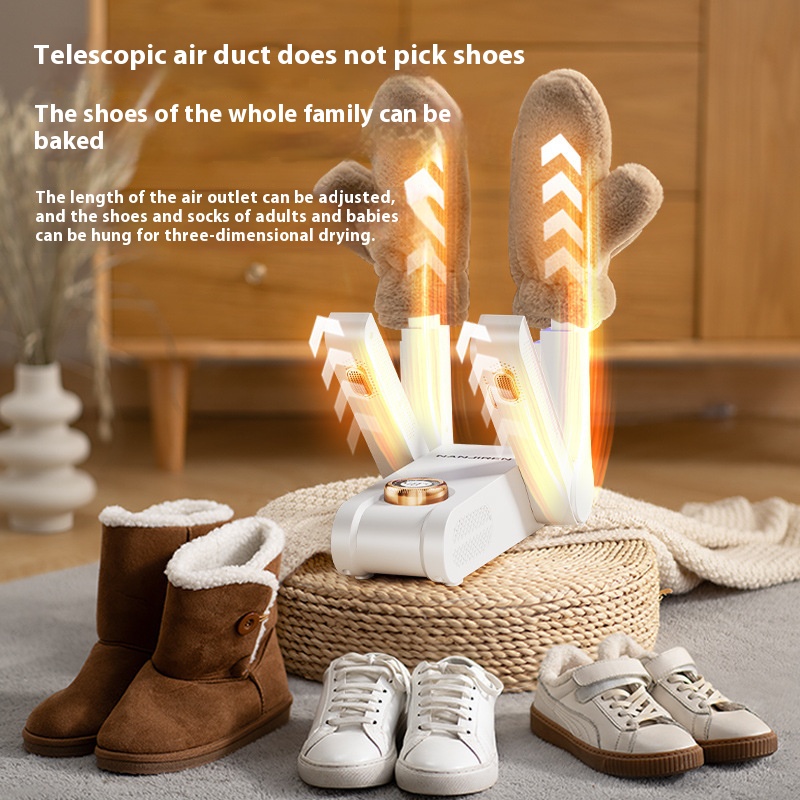 Telescopic air duct does not pick shoes
The shoes of the whole family can be
baked
The length of the air outlet can be adjusted,
and the shoes and socks of adults and babies
can be hung for three-dimensional drying.
NANJIREN